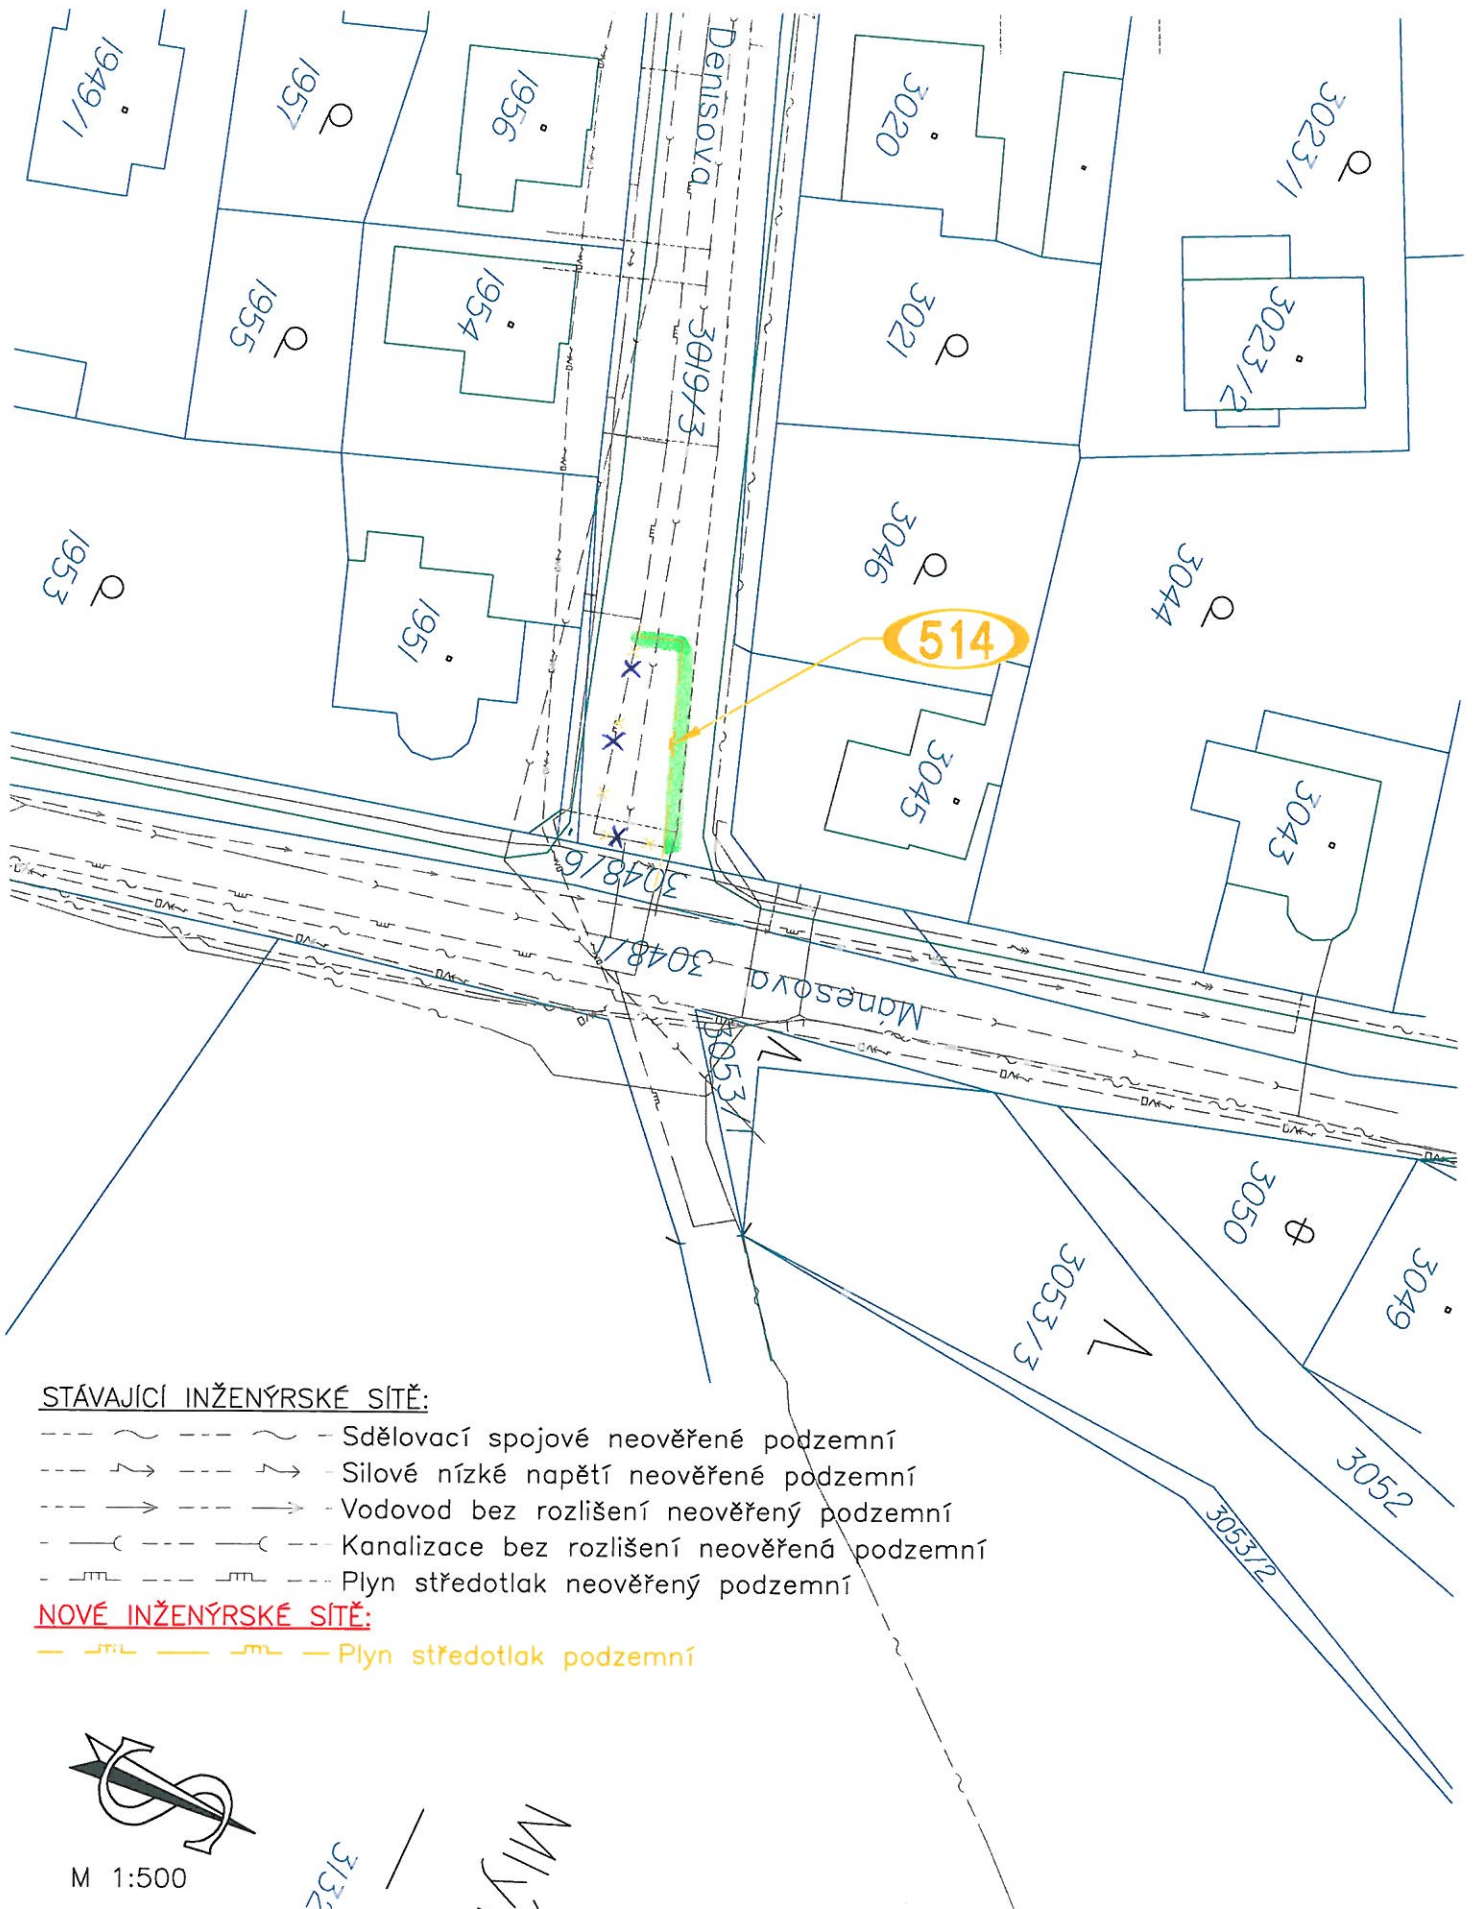 1949/1
1957
1956
Denisova
3020
3023/1
1955
1954
3019/3
3021
3023/2
1953
1951
3046
3044
514
3045
3043
3048/6
3048/1
Mánesova
3053/1
3050
3049
3053/3
3052
3053/2
STÁVAJÍCÍ INŽENÝRSKÉ SÍTĚ:
Sdělovací spojové neověřené podzemní
Silové nízké napětí neověřené podzemní
Vodovod bez rozlišení neověřený podzemní
Kanalizace bez rozlišení neověřená podzemní
Plyn středotlak neověřený podzemní
NOVÉ INŽENÝRSKÉ SÍTĚ:
Plyn středotlak podzemní
S
M 1:500